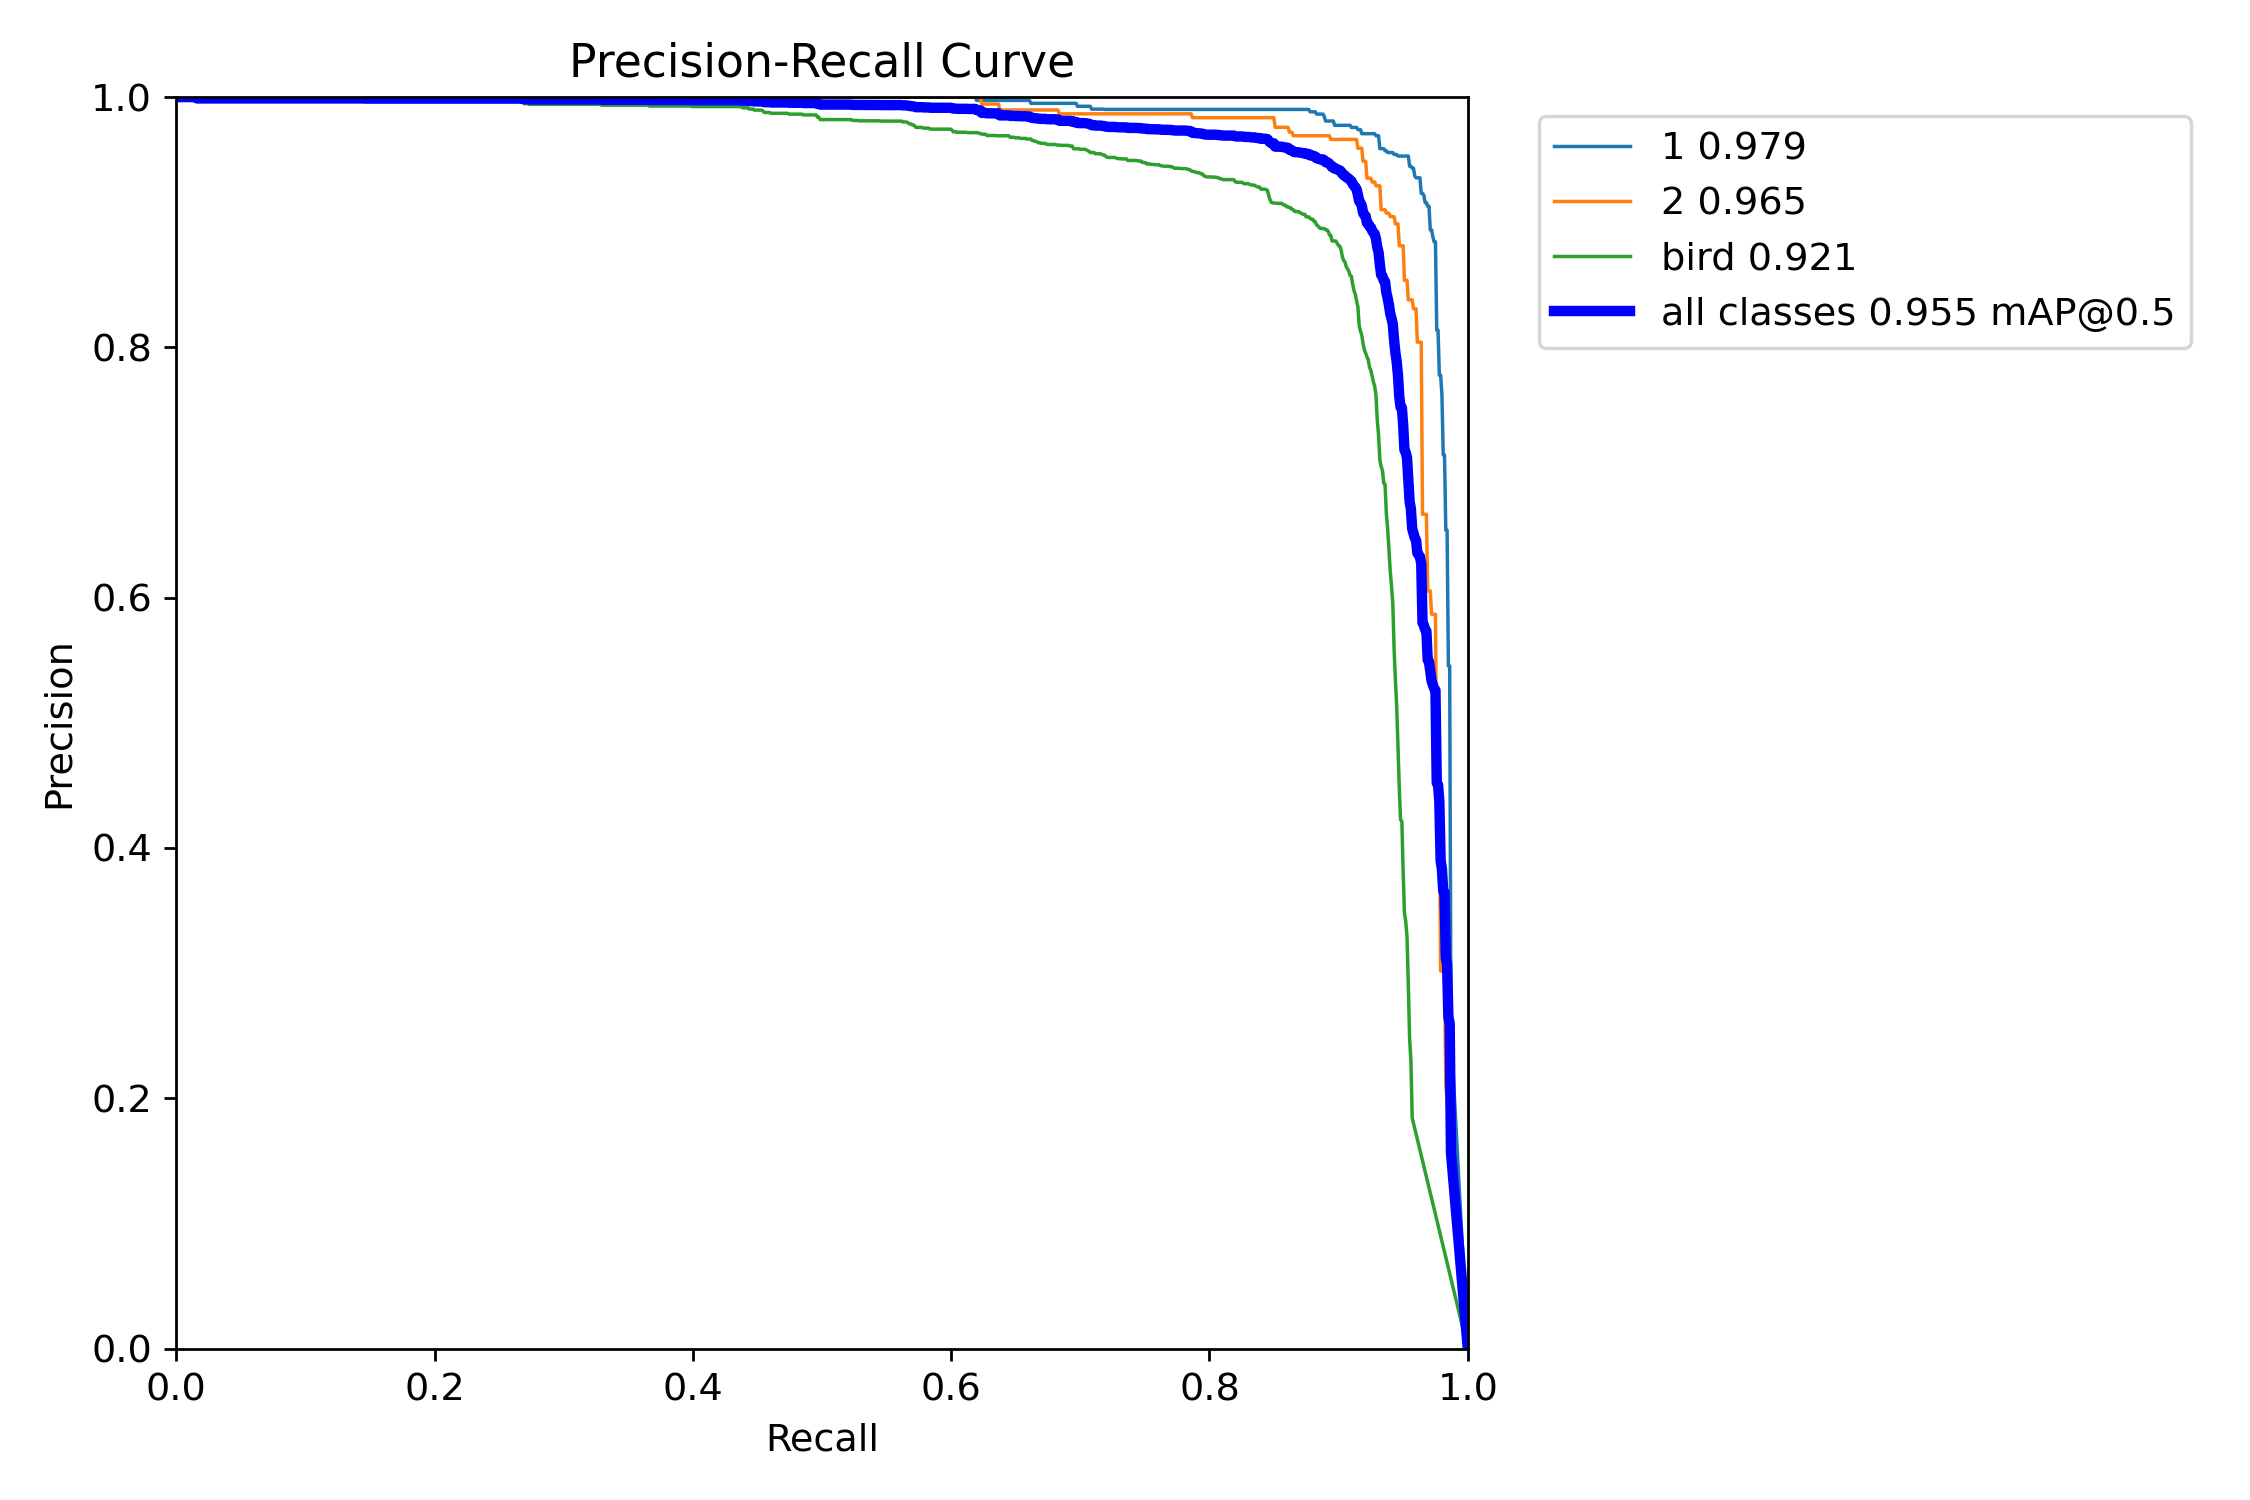 Precision-Recall Curve
1.0
0.8
0.6
0.4
0.2
0.0
Precision
0.0 0.2 0.4 0.6 0.8 1.0
Recall
1 0.979
2 0.965
bird 0.921
all classes 0.955 mAP@0.5